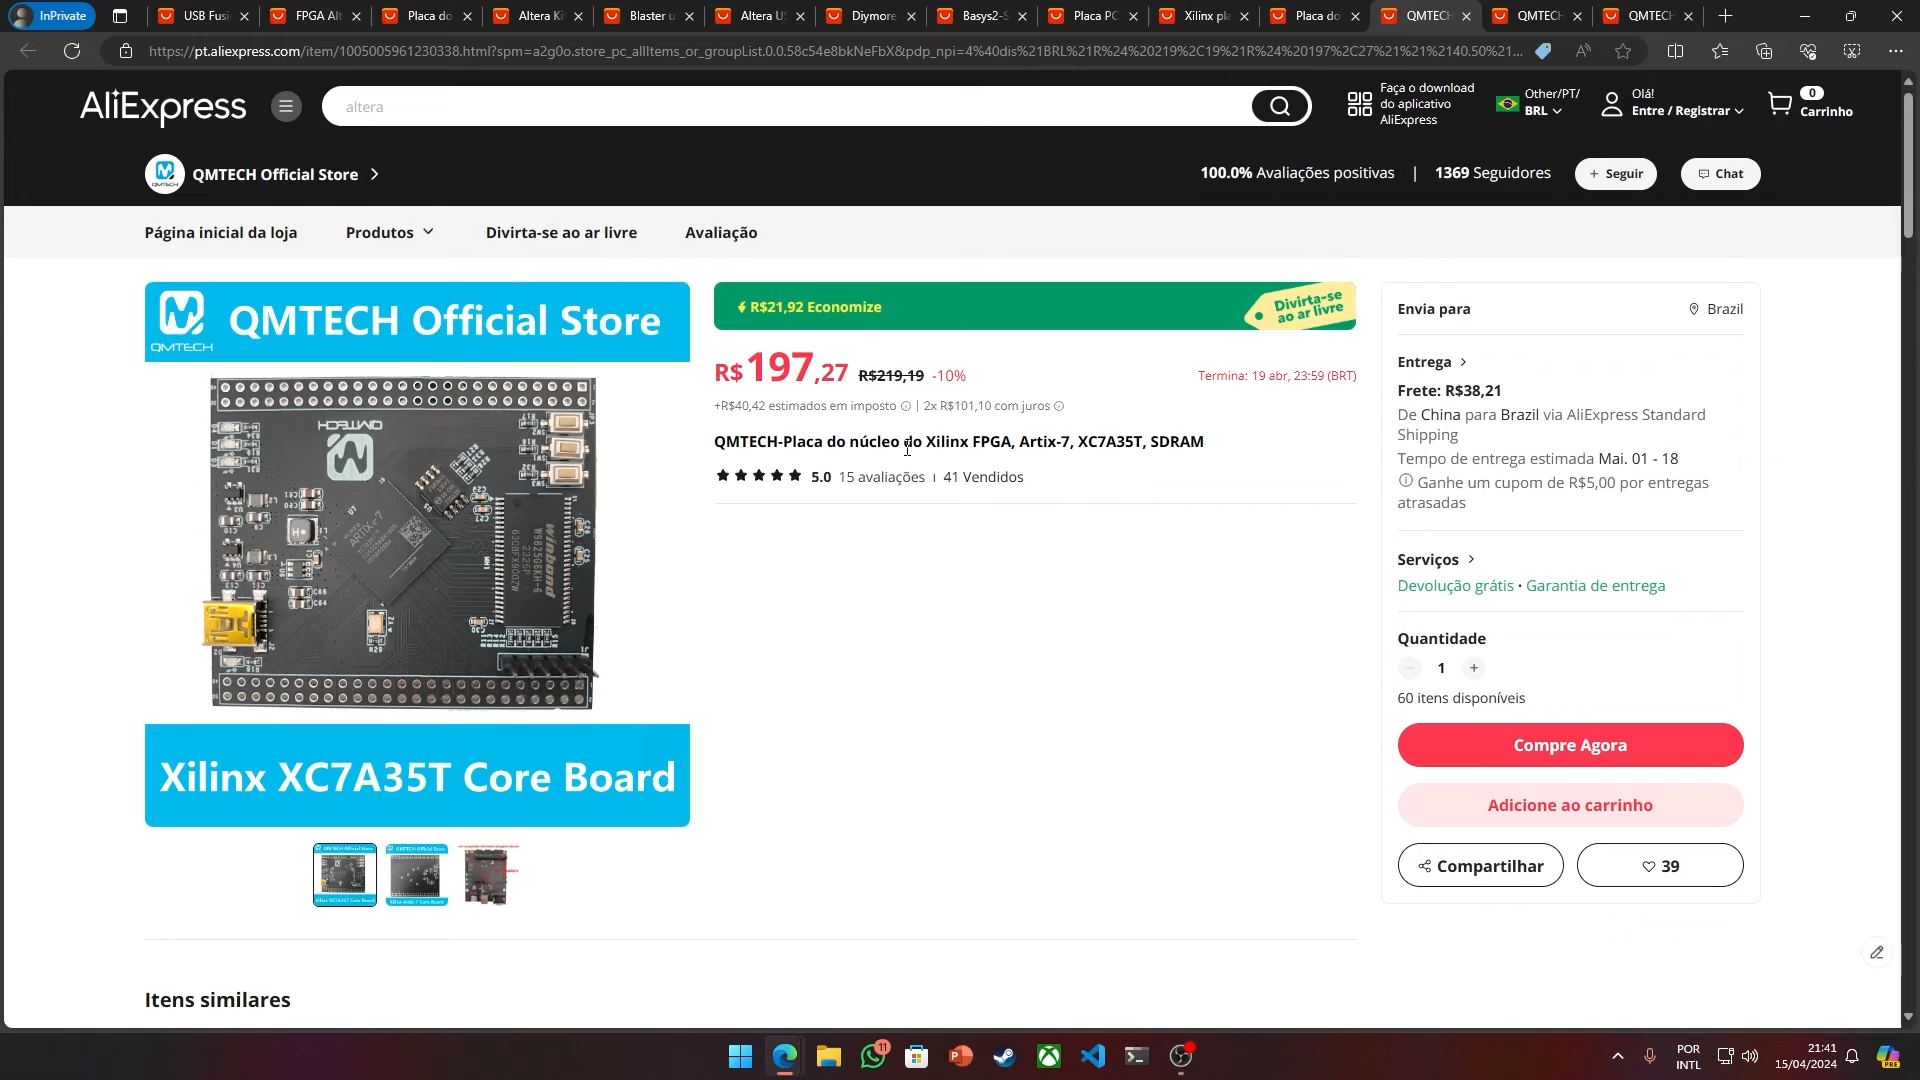 InPrivate
USB Fusi
FPGA Alt
Placa do
Altera Ki
Blaster u
Altera U
Diymore
Basys2-S
Placa PC
Xilinx pla
Placa do
QMTECH
QMTECH
QMTECH
https://pt.aliexpress.com/item/1005005961230338.html?spm=a2g0o.store_pc_allItems_or_groupList.0.0.58c54e8bkNeFbX&pdp_npi=4%40dis%21BRL%21R%24%20219%2C19%21R%24%20197%2C27%21%21%2140.50%21...
AliExpress
altera
Faça o download
do aplicativo
AliExpress
Other/PT/
BRL
Olá!
Entre / Registrar
0
Carrinho
QMTECH Official Store
100.0% Avaliações positivas | 1369 Seguidores
+ Seguir
Chat
Página inicial da loja
Produtos
Divirta-se ao ar livre
Avaliação
QMTECH
QMTECH Official Store
QMTECH
ARTIX-7
winbond
W9825G6KH-6
Xilinx XC7A35T Core Board
R$21,92 Economize
Divirta-se
ao ar livre
R$197,27 R$219,19 -10%
Termina: 19 abr, 23:59 (BRT)
+R$40,42 estimados em imposto | 2x R$101,10 com juros
QMTECH-Placa do núcleo do Xilinx FPGA, Artix-7, XC7A35T, SDRAM
5.0 15 avaliações 41 Vendidos
Envia para
Brazil
Entrega
Frete: R$38,21
De China para Brazil via AliExpress Standard
Shipping
Tempo de entrega estimada Mai. 01 - 18
Ganhe um cupom de R$5,00 por entregas
atrasadas
Serviços
Devolução grátis • Garantia de entrega
Quantidade
1
60 itens disponíveis
Compre Agora
Adicione ao carrinho
Compartilhar
39
Itens similares
11
POR
INTL
21:41
15/04/2024
PRE